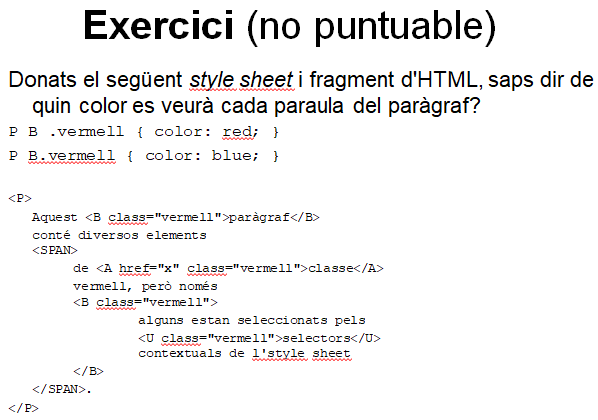 Exercici (no puntuable)
Donats el següent style sheet i fragment d'HTML, saps dir de
quin color es veurà cada paraula del paràgraf?
P B .vermell { color: red; }
P B.vermell { color: blue; }
<P>
Aquest <B class="vermell">paràgraf</B>
conté diversos elements
<SPAN>
de <A href="x" class="vermell">classe</A>
vermell, però només
<B class="vermell">
alguns estan seleccionats pels
<U class="vermell">selectors</U>
contextuals de l'style sheet
</B>
</SPAN>.
</P>